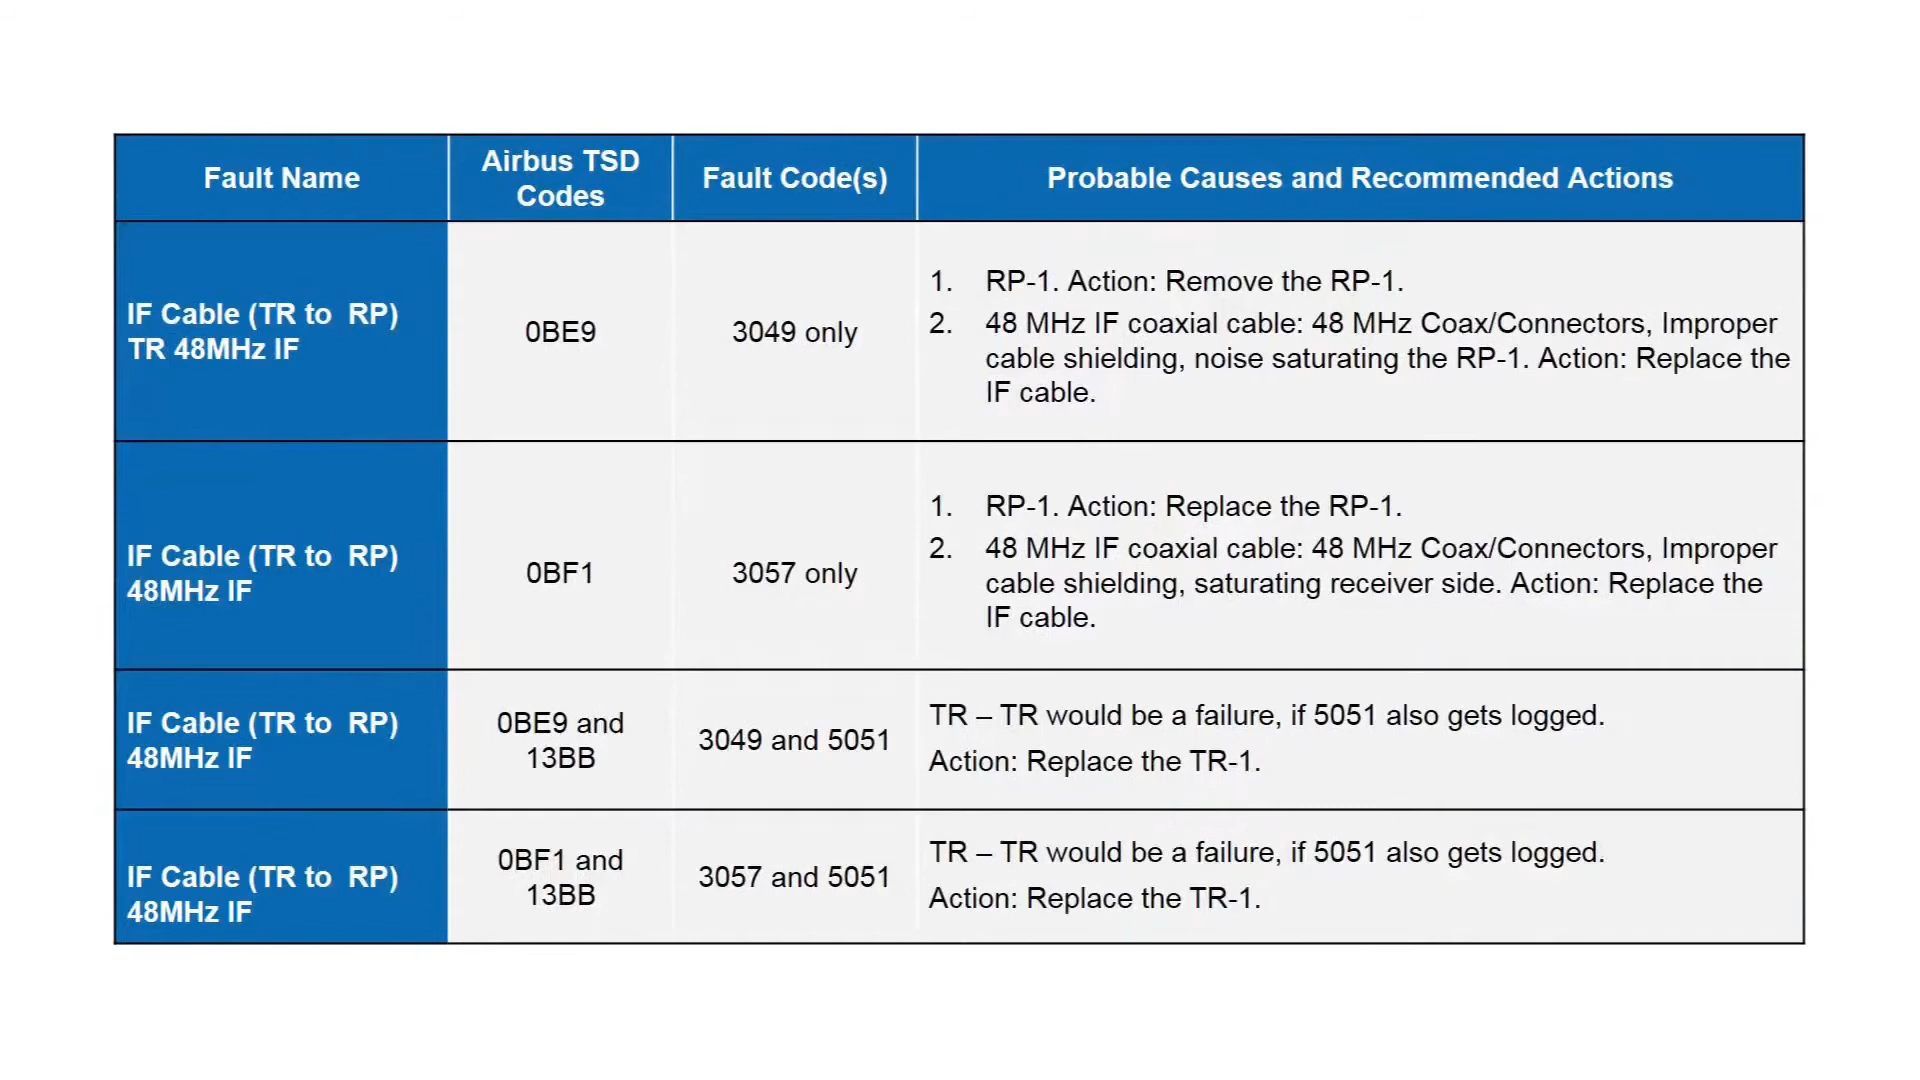 Fault Name
Airbus TSD
Codes
Fault Code(s)
Probable Causes and Recommended Actions
IF Cable (TR to RP)
TR 48MHz IF
0BE9
3049 only
1. RP-1. Action: Remove the RP-1.
2. 48 MHz IF coaxial cable: 48 MHz Coax/Connectors, Improper
cable shielding, noise saturating the RP-1. Action: Replace the
IF cable.
IF Cable (TR to RP)
48MHz IF
0BF1
3057 only
1. RP-1. Action: Replace the RP-1.
2. 48 MHz IF coaxial cable: 48 MHz Coax/Connectors, Improper
cable shielding, saturating receiver side. Action: Replace the
IF cable.
IF Cable (TR to RP)
48MHz IF
0BE9 and
13BB
3049 and 5051
TR – TR would be a failure, if 5051 also gets logged.
Action: Replace the TR-1.
IF Cable (TR to RP)
48MHz IF
0BF1 and
13BB
3057 and 5051
TR – TR would be a failure, if 5051 also gets logged.
Action: Replace the TR-1.